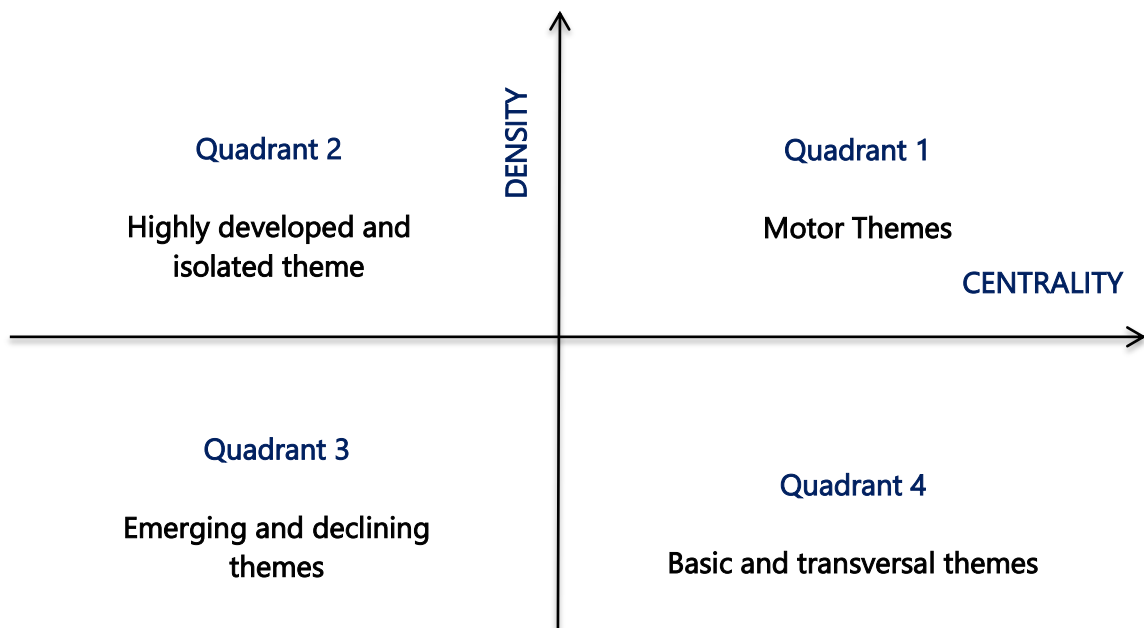 DENSITY
Quadrant 2
Highly developed and
isolated theme
Quadrant 1
Motor Themes
CENTRALITY
Quadrant 3
Emerging and declining
themes
Quadrant 4
Basic and transversal themes